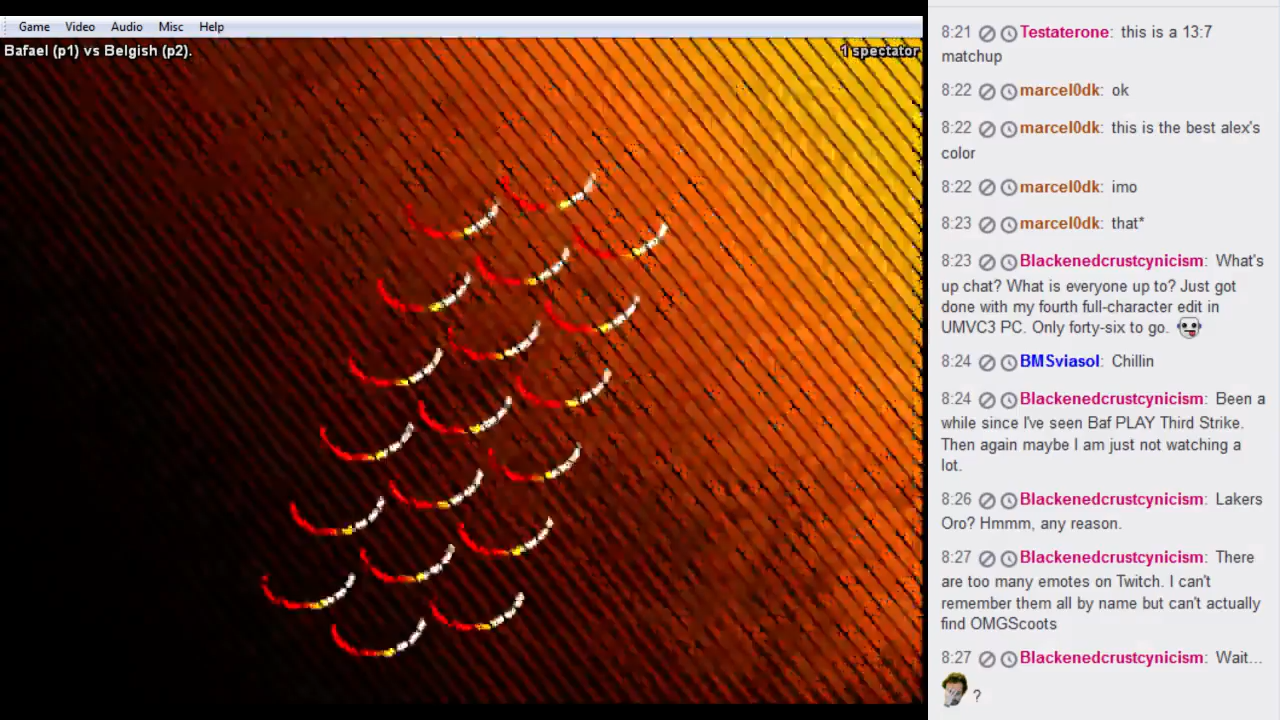 Game Video Audio Misc Help
Bafael (p1) vs Belgish (p2).
1 spectator
8:21 Testaterone: this is a 13:7
matchup
8:22 marcel0dk: ok
8:22 marcel0dk: this is the best alex's
color
8:22 marcel0dk: imo
8:23 marcel0dk: that*
8:23 Blackenedcrustcynicism: What's
up chat? What is everyone up to? Just got
done with my fourth full-character edit in
UMVC3 PC. Only forty-six to go.
8:24 BMSviasol: Chillin
8:24 Blackenedcrustcynicism: Been a
while since I've seen Baf PLAY Third Strike.
Then again maybe I am just not watching a
lot.
8:26 Blackenedcrustcynicism: Lakers
Oro? Hmmm, any reason.
8:27 Blackenedcrustcynicism: There
are too many emotes on Twitch. I can't
remember them all by name but can't actually
find OMGScoots
8:27 Blackenedcrustcynicism: Wait...
?